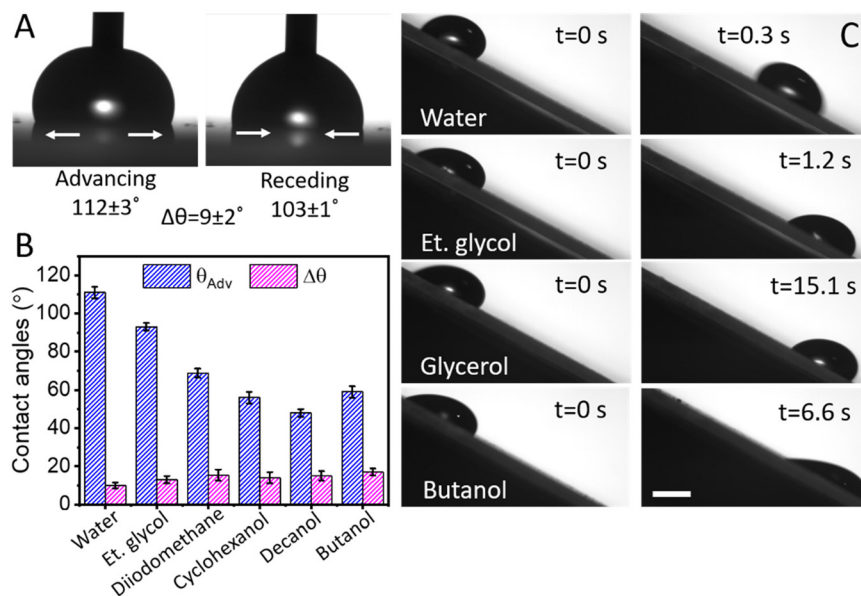 A
Advancing
112±3°
Δθ=9±2°
Receding
103±1°
B
Contact angles (°)
120
100
80
60
40
20
0
θAdv
Δθ
Water
Et. glycol
Diiodomethane
Cyclohexanol
Decanol
Butanol
C
t=0 s
Water
t=0.3 s
t=0 s
Et. glycol
t=1.2 s
t=0 s
Glycerol
t=15.1 s
t=0 s
Butanol
t=6.6 s